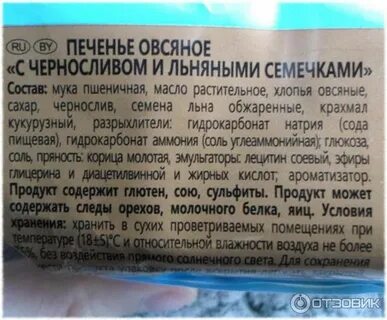 RU BY ПЕЧЕНЬЕ ОВСЯНОЕ
«С ЧЕРНОСЛИВОМ И ЛЬНЯНЫМИ СЕМЕЧКАМИ»
Состав: мука пшеничная, масло растительное, хлопья овсяные,
сахар, чернослив, семена льна обжаренные, крахмал
кукурузный, разрыхлители: гидрокарбонат натрия (сода
пищевая), гидрокарбонат аммония (соль углеаммонийная); глюкоза,
соль, пряность: корица молотая, эмульгаторы: лецитин соевый, эфиры
глицерина и диацетилвинной и жирных кислот; ароматизатор.
Продукт содержит глютен, сою, сульфиты. Продукт может
содержать следы орехов, молочного белка, яиц. Условия
хранения: хранить в сухих проветриваемых помещениях при
температуре (18±5)°С и относительной влажности воздуха не более
75%, без воздействия прямого солнечного света. Для сохранения
ОТЗОВИК